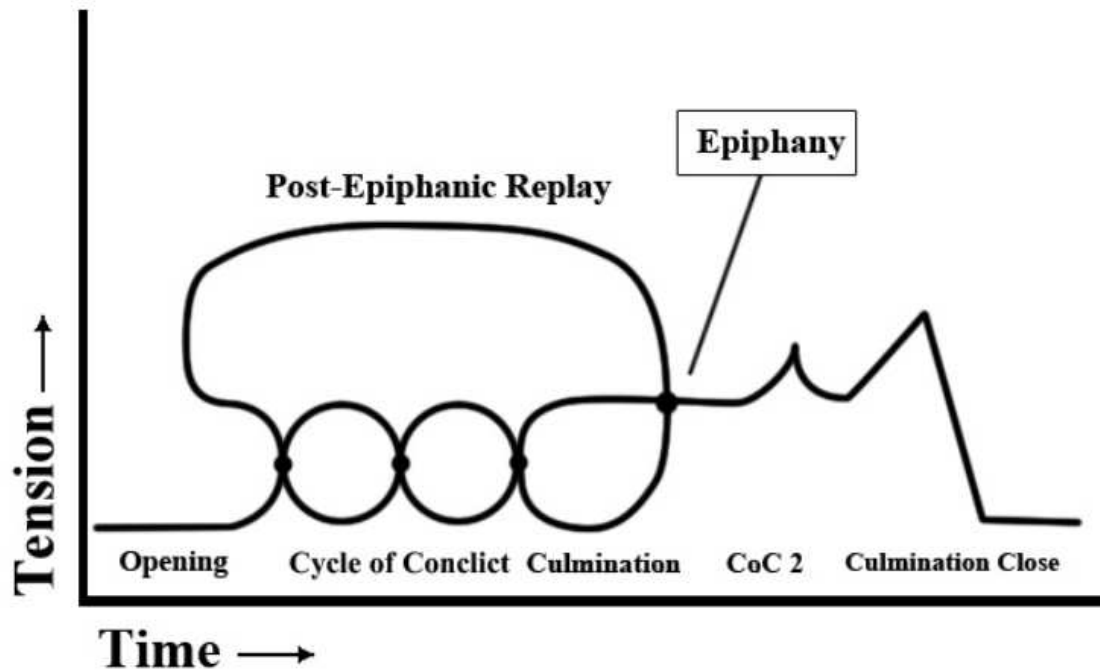 Epiphany
Post-Epiphanic Replay
Tension
Opening Cycle of Conclict Culmination CoC 2 Culmination Close
Time